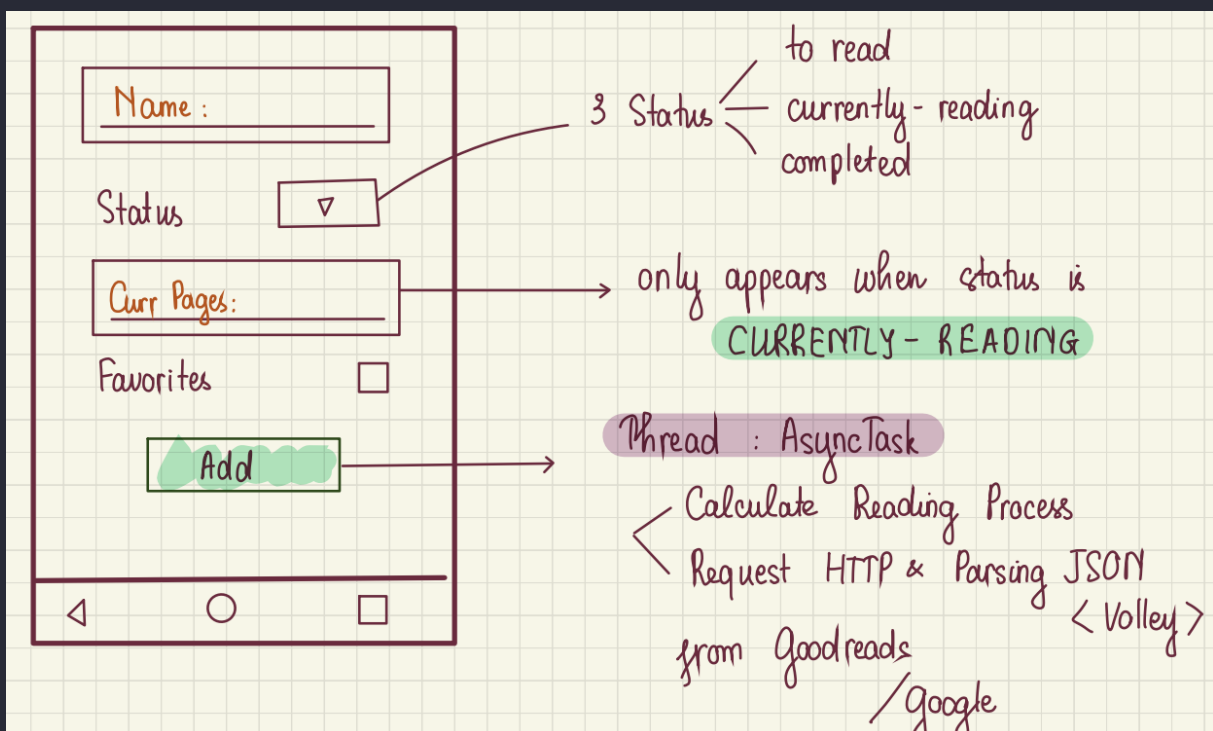 Name :
Status
Curr Pages:
Favorites
Add
3 Status
to read
currently - reading
completed
only appears when status is
CURRENTLY - READING
Thread : AsyncTask
Calculate Reading Process
Request HTTP & Parsing JSON
<Volley>
from Goodreads
/Google